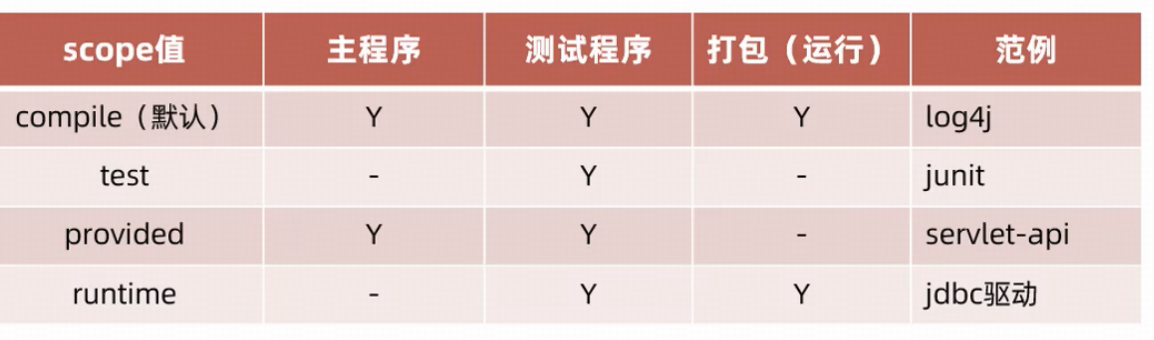 scope值 主程序 测试程序 打包（运行） 范例
compile（默认） Y Y Y log4j
test - Y - junit
provided Y Y - servlet-api
runtime - Y Y jdbc驱动